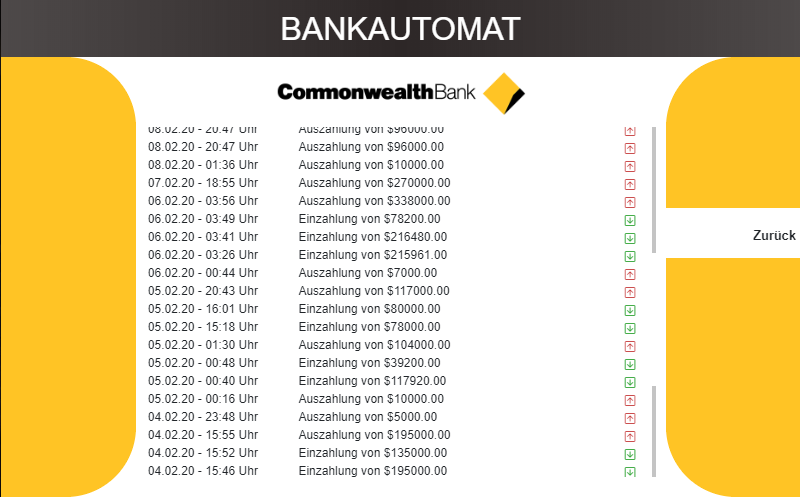 BANKAUTOMAT
CommonwealthBank
08.02.20 - 20:47 Uhr Auszahlung von $96000.00
08.02.20 - 20:47 Uhr Auszahlung von $96000.00
08.02.20 - 01:36 Uhr Auszahlung von $10000.00
07.02.20 - 18:55 Uhr Auszahlung von $270000.00
06.02.20 - 03:56 Uhr Auszahlung von $338000.00
06.02.20 - 03:49 Uhr Einzahlung von $78200.00
06.02.20 - 03:41 Uhr Einzahlung von $216480.00
06.02.20 - 03:26 Uhr Einzahlung von $215961.00
06.02.20 - 00:44 Uhr Auszahlung von $7000.00
05.02.20 - 20:43 Uhr Auszahlung von $117000.00
05.02.20 - 16:01 Uhr Einzahlung von $80000.00
05.02.20 - 15:18 Uhr Einzahlung von $78000.00
05.02.20 - 01:30 Uhr Auszahlung von $104000.00
05.02.20 - 00:48 Uhr Einzahlung von $39200.00
05.02.20 - 00:40 Uhr Einzahlung von $117920.00
05.02.20 - 00:16 Uhr Auszahlung von $10000.00
04.02.20 - 23:48 Uhr Auszahlung von $5000.00
04.02.20 - 15:55 Uhr Auszahlung von $195000.00
04.02.20 - 15:52 Uhr Einzahlung von $135000.00
04.02.20 - 15:46 Uhr Einzahlung von $195000.00
Zurück